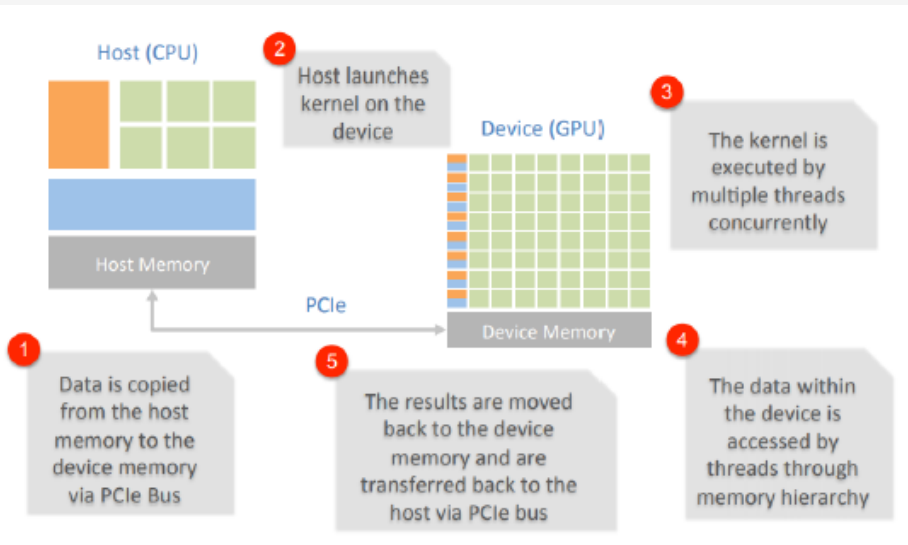 Host (CPU)
2
Host launches
kernel on the
device
3
Device (GPU)
The kernel is
executed by
multiple threads
concurrently
Host Memory
PCIe
Device Memory
1
Data is copied
from the host
memory to the
device memory
via PCIe Bus
5
The results are moved
back to the device
memory and are
transferred back to the
host via PCIe bus
4
The data within
the device is
accessed by
threads through
memory hierarchy